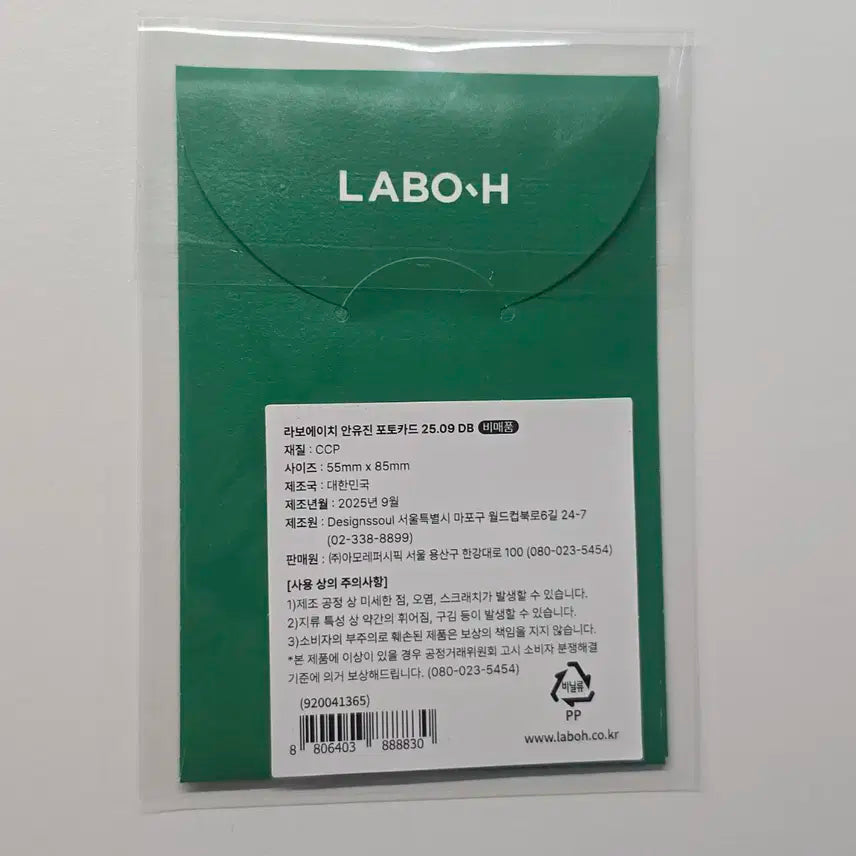 LABO-H
라보에이치 안유진 포토카드 25.09 DB 비매품
재질 : CCP
사이즈 : 55mm x 85mm
제조국 : 대한민국
제조년월 : 2025년 9월
제조원 : Designssoul 서울특별시 마포구 월드컵북로6길 24-7
(02-338-8899)
판매원 : ㈜아모레퍼시픽 서울 용산구 한강대로 100 (080-023-5454)
[사용 상의 주의사항]
1)제조 공정 상 미세한 점, 오염, 스크래치가 발생할 수 있습니다.
2)지류 특성 상 약간의 휘어짐, 구김 등이 발생할 수 있습니다.
3)소비자의 부주의로 훼손된 제품은 보상의 책임을 지지 않습니다.
*본 제품에 이상이 있을 경우 공정거래위원회 고시 소비자 분쟁해결
기준에 의거 보상해드립니다. (080-023-5454)
(920041365)
비닐류
PP
8 806403 888830
www.laboh.co.kr